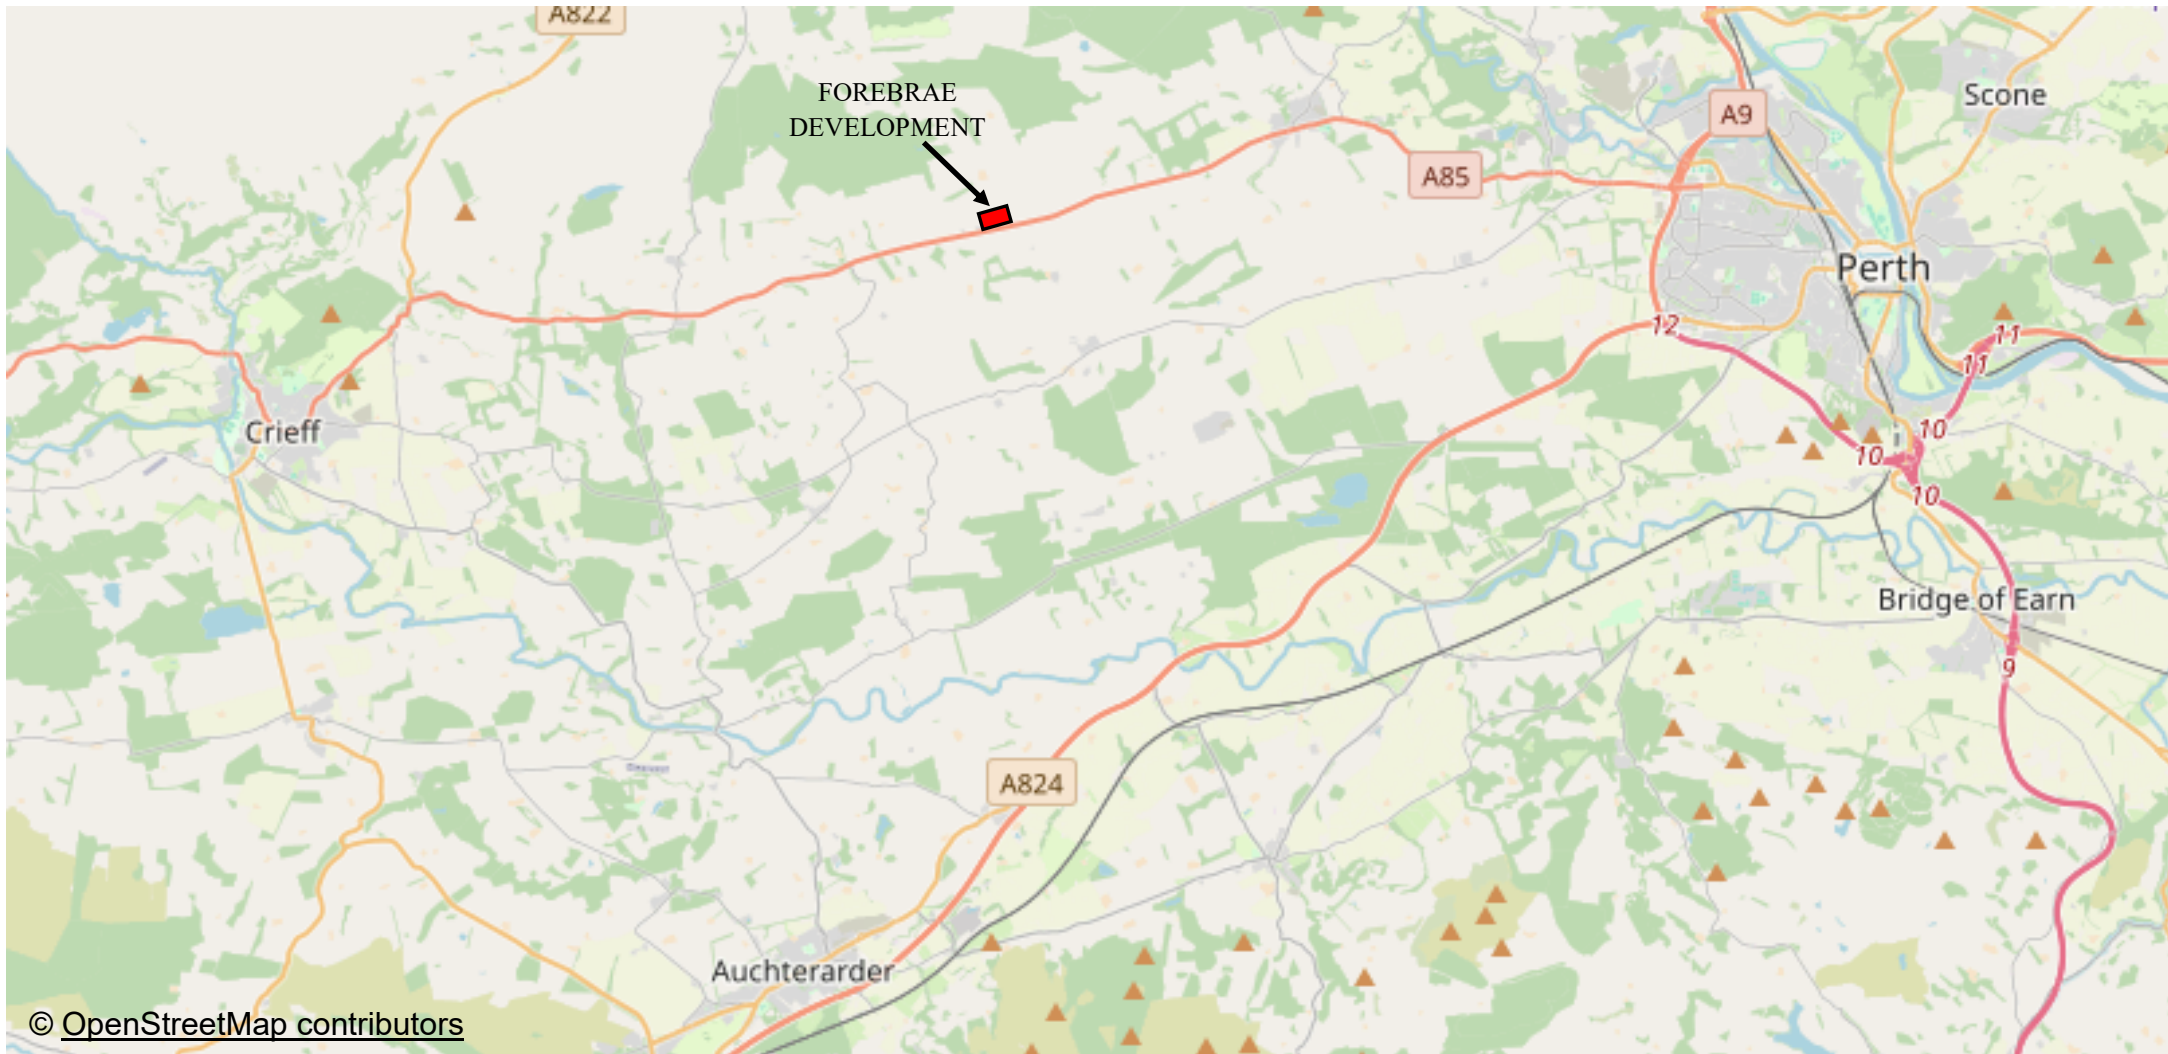 A822
FOREBRAE
DEVELOPMENT
Scone
A9
A85
Perth
12
11
11
Crieff
10
10
10
Bridge of Earn
9
A824
Auchterarder
© OpenStreetMap contributors